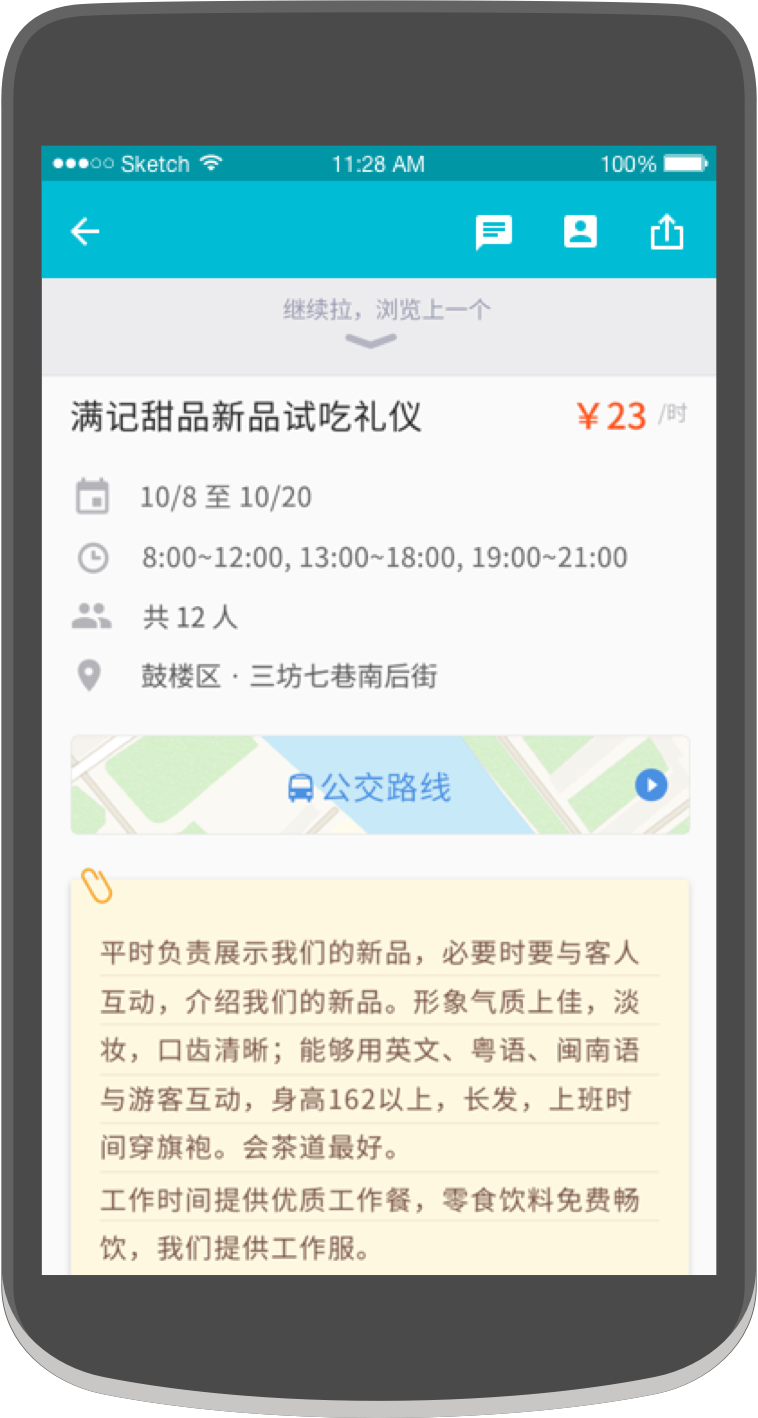 Sketch 11:28 AM 100%
继续拉，浏览上一个
满记甜品新品试吃礼仪 ￥23 /时
10/8 至 10/20
8:00~12:00, 13:00~18:00, 19:00~21:00
共 12 人
鼓楼区 · 三坊七巷南后街
公交路线
平时负责展示我们的新品，必要时要与客人
互动，介绍我们的新品。形象气质上佳，淡
妆，口齿清晰；能够用英文、粤语、闽南语
与游客互动，身高162以上，长发，上班时
间穿旗袍。会茶道最好。
工作时间提供优质工作餐，零食饮料免费畅
饮，我们提供工作服。